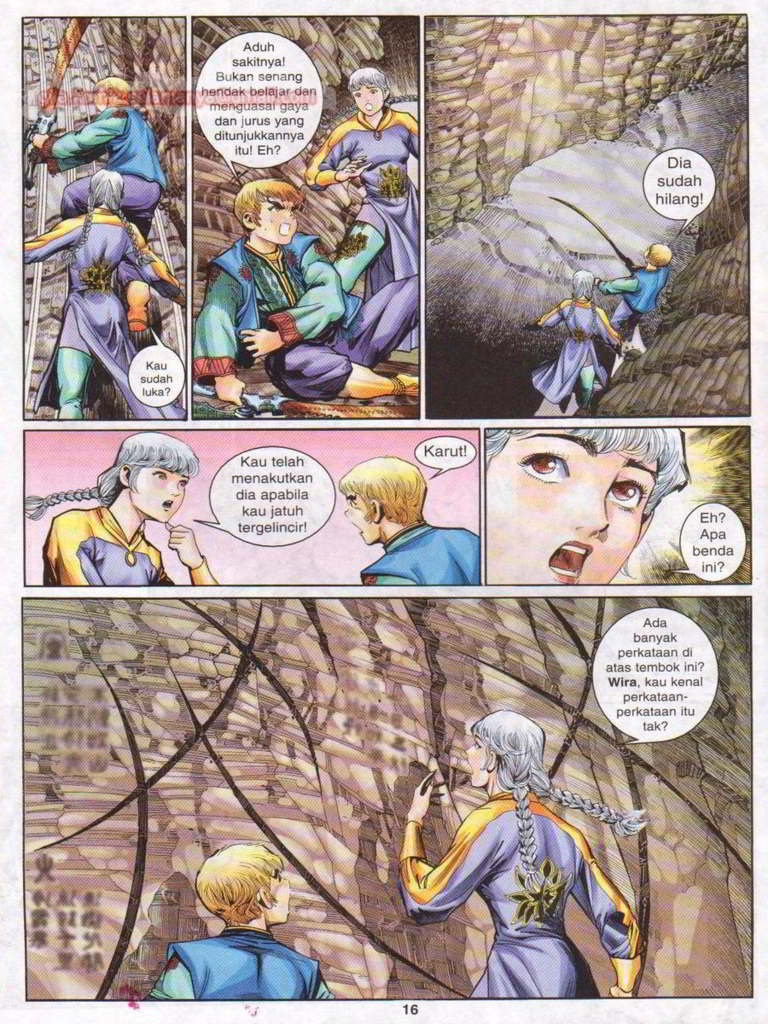 Kau
sudah
luka?
Aduh
sakitnya!
Bukan senang
hendak belajar dan
menguasai gaya
dan jurus yang
ditunjukkannya
itu! Eh?
Dia
sudah
hilang!
Kau telah
menakutkan
dia apabila
kau jatuh
tergelincir!
Karut!
Eh?
Apa
benda
ini?
Ada
banyak
perkataan di
atas tembok ini?
Wira, kau kenal
perkataan-
perkataan itu
tak?
火
16